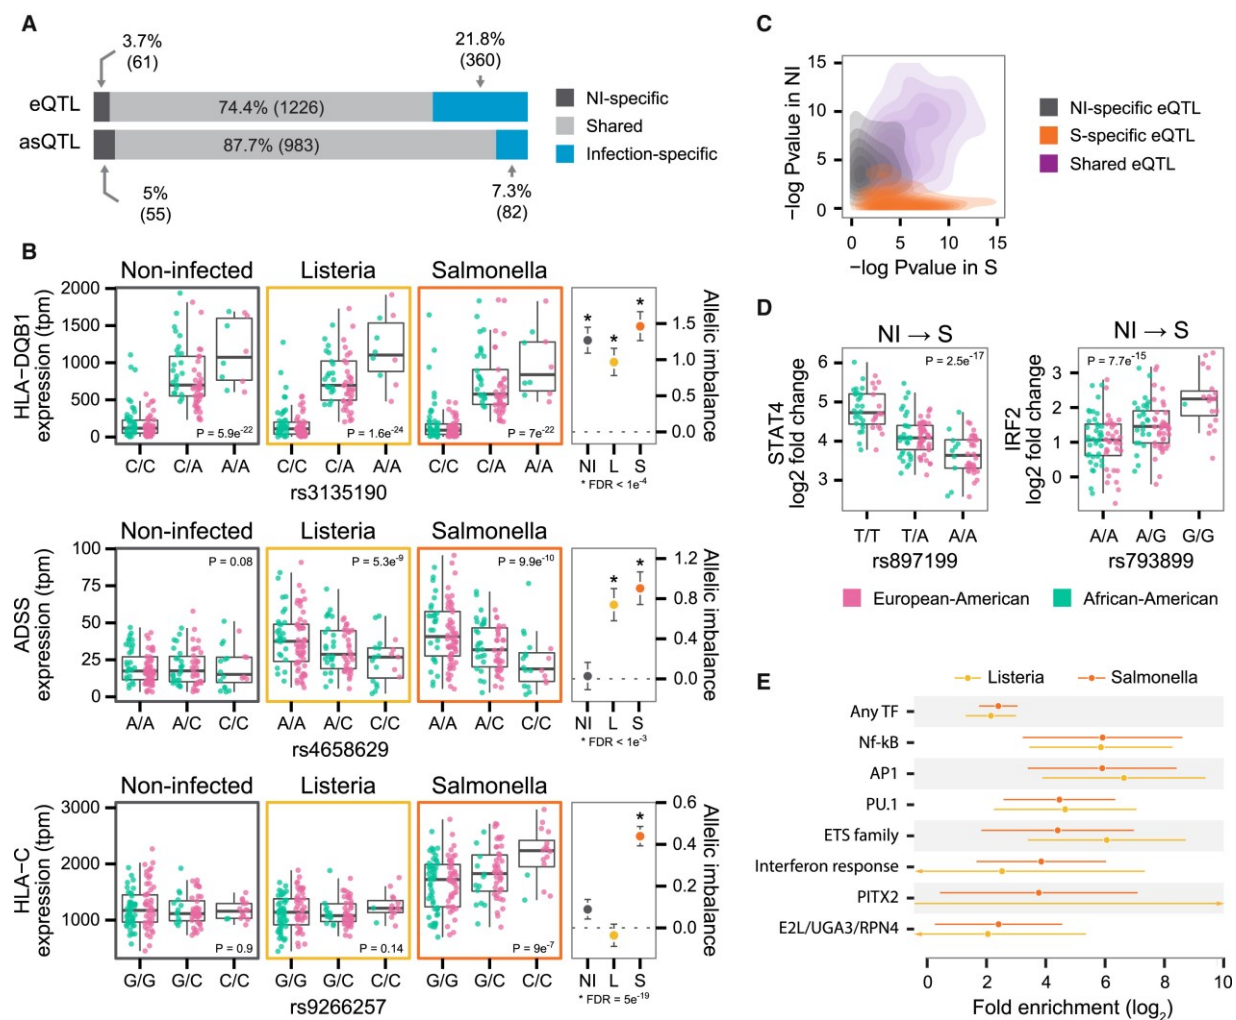 A
3.7%
(61)
21.8%
(360)
eQTL
74.4% (1226)
asQTL
87.7% (983)
5%
(55)
7.3%
(82)
NI-specific
Shared
Infection-specific
B
Non-infected
Listeria
Salmonella
HLA-DQB1
expression (tpm)
2000
1500
1000
500
0
P = 5.9e-22
P = 1.6e-24
P = 7e-22
C/C C/A A/A
C/C C/A A/A
C/C C/A A/A
rs3135190
* * *
1.5
1.0
0.5
0.0
Allelic imbalance
NI L S
* FDR < 1e-4
Non-infected
Listeria
Salmonella
ADSS
expression (tpm)
100
75
50
25
0
P = 0.08
P = 5.3e-9
P = 9.9e-10
A/A A/C C/C
A/A A/C C/C
A/A A/C C/C
rs4658629
* *
1.2
0.8
0.4
0.0
Allelic imbalance
NI L S
* FDR < 1e-3
Non-infected
Listeria
Salmonella
HLA-C
expression (tpm)
3000
2000
1000
P = 0.9
P = 0.14
P = 9e-7
G/G G/C C/C
G/G G/C C/C
G/G G/C C/C
rs9266257
*
0.6
0.4
0.2
0.0
Allelic imbalance
NI L S
* FDR = 5e-19
C
−log Pvalue in NI
15
10
5
0
0 5 10 15
−log Pvalue in S
NI-specific eQTL
S-specific eQTL
Shared eQTL
D
NI → S
STAT4
log2 fold change
6
5
4
3
P = 2.5e-17
T/T T/A A/A
rs897199
NI → S
IRF2
log2 fold change
3
2
1
0
P = 7.7e-15
A/A A/G G/G
rs793899
European-American
African-American
E
Listeria
Salmonella
Any TF
Nf-kB
AP1
PU.1
ETS family
Interferon response
PITX2
E2L/UGA3/RPN4
0 2 4 6 8 10
Fold enrichment (log2)